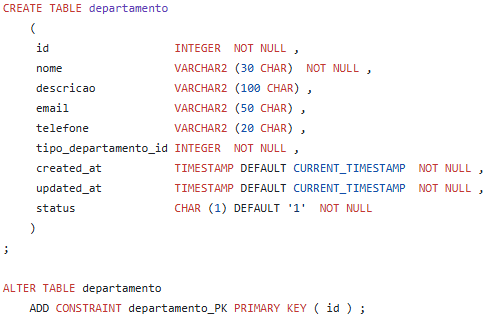 CREATE TABLE departamento
    (
     id                   INTEGER  NOT NULL ,
     nome                 VARCHAR2 (30 CHAR)  NOT NULL ,
     descricao            VARCHAR2 (100 CHAR) ,
     email                VARCHAR2 (50 CHAR) ,
     telefone             VARCHAR2 (20 CHAR) ,
     tipo_departamento_id INTEGER  NOT NULL ,
     created_at           TIMESTAMP DEFAULT CURRENT_TIMESTAMP  NOT NULL ,
     updated_at           TIMESTAMP DEFAULT CURRENT_TIMESTAMP  NOT NULL ,
     status               CHAR (1) DEFAULT '1'  NOT NULL
    )
;

ALTER TABLE departamento
    ADD CONSTRAINT departamento_PK PRIMARY KEY ( id ) ;